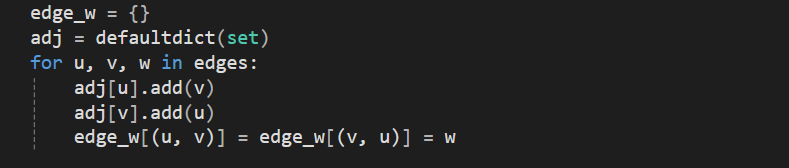 edge_w = {}
adj = defaultdict(set)
for u, v, w in edges:
    adj[u].add(v)
    adj[v].add(u)
    edge_w[(u, v)] = edge_w[(v, u)] = w